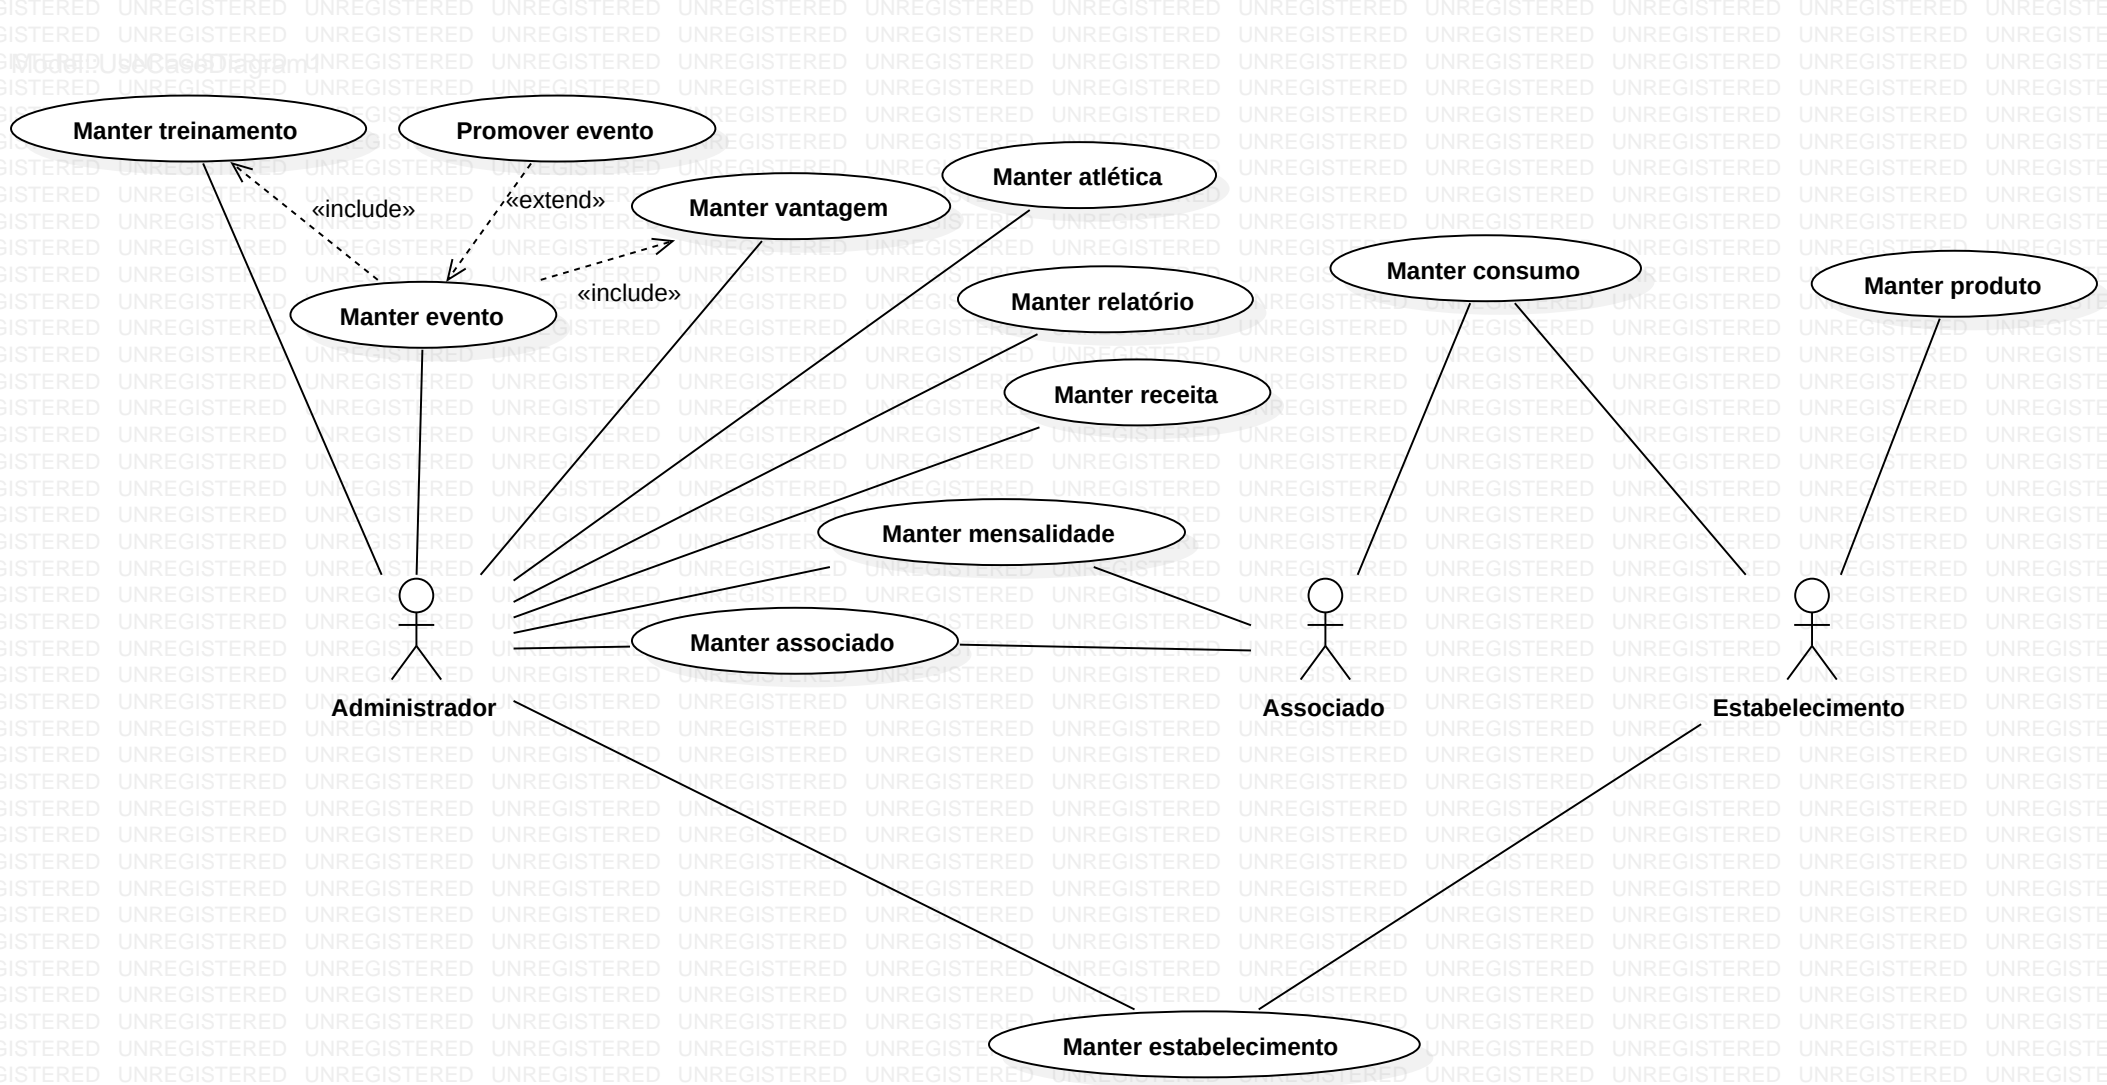 Model::UseCaseDiagram1
Manter treinamento
Promover evento
Manter atlética
«include»
«extend»
Manter vantagem
Manter consumo
Manter produto
«include»
Manter relatório
Manter evento
Manter receita
Manter mensalidade
Manter associado
Administrador
Associado
Estabelecimento
Manter estabelecimento
UNREGISTERED